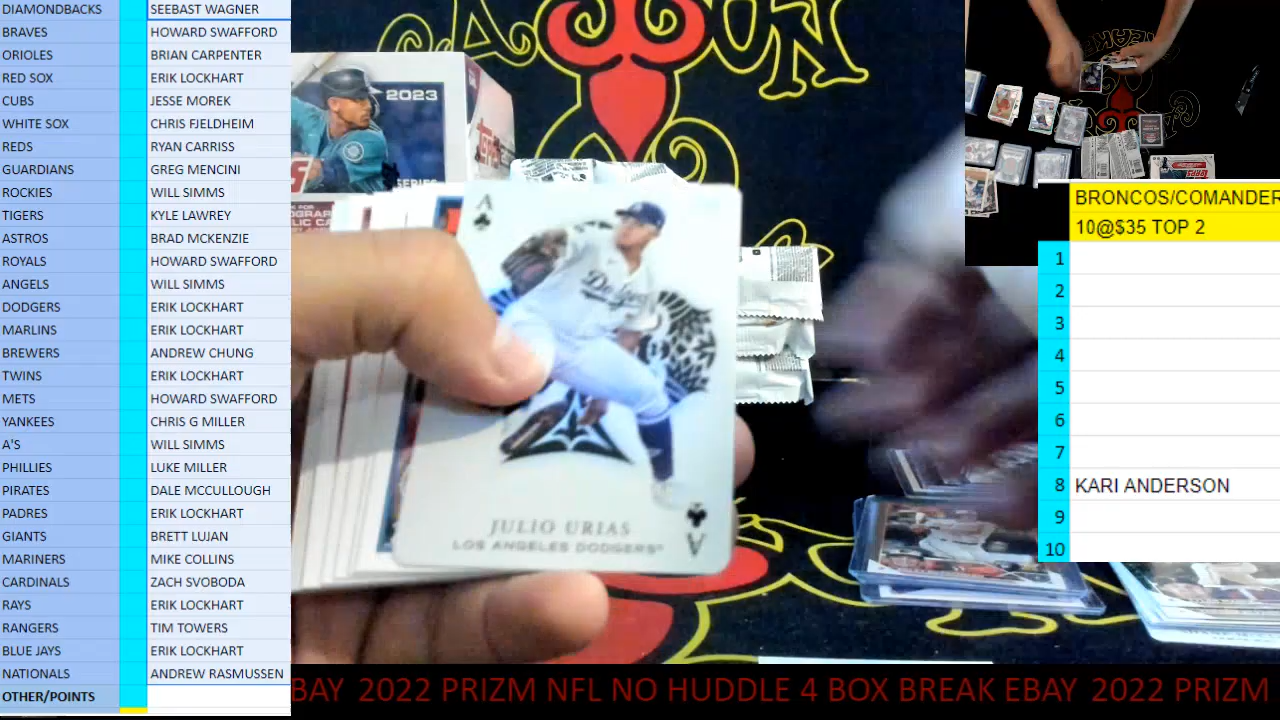 DIAMONDBACKS SEEBAST WAGNER
BRAVES HOWARD SWAFFORD
ORIOLES BRIAN CARPENTER
RED SOX ERIK LOCKHART
CUBS JESSE MOREK
WHITE SOX CHRIS FJELDHEIM
REDS RYAN CARRISS
GUARDIANS GREG MENCINI
ROCKIES WILL SIMMS
TIGERS KYLE LAWREY
ASTROS BRAD MCKENZIE
ROYALS HOWARD SWAFFORD
ANGELS WILL SIMMS
DODGERS ERIK LOCKHART
MARLINS ERIK LOCKHART
BREWERS ANDREW CHUNG
TWINS ERIK LOCKHART
METS HOWARD SWAFFORD
YANKEES CHRIS G MILLER
A'S WILL SIMMS
PHILLIES LUKE MILLER
PIRATES DALE MCCULLOUGH
PADRES ERIK LOCKHART
GIANTS BRETT LUJAN
MARINERS MIKE COLLINS
CARDINALS ZACH SVOBODA
RAYS ERIK LOCKHART
RANGERS TIM TOWERS
BLUE JAYS ERIK LOCKHART
NATIONALS ANDREW RASMUSSEN
OTHER/POINTS
2023
topps
SERIES
A
Dodgers
JULIO URIAS
LOS ANGELES DODGERS
A
BRONCOS/COMANDER
10@$35 TOP 2
1
2
3
4
5
6
7
8 KARI ANDERSON
9
10
BAY 2022 PRIZM NFL NO HUDDLE 4 BOX BREAK EBAY 2022 PRIZM